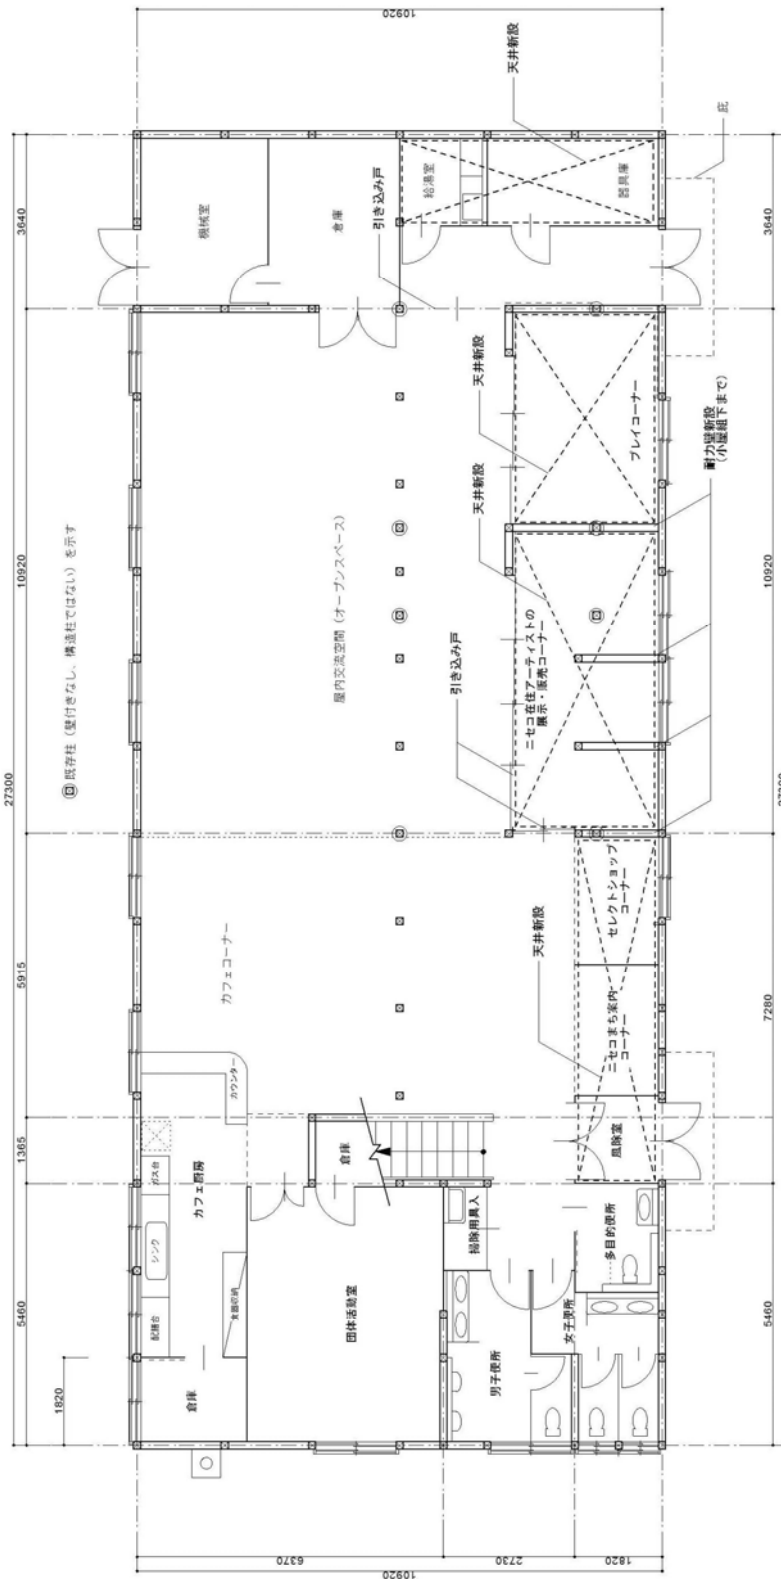 10920
27300
5460
1365
5915
10920
3640
1820
既存柱（壁付きなし、構造柱ではない）を示す
倉庫
配膳台
シンク
ガス台
カフェ厨房
食器収納
カウンター
カフェコーナー
屋内交流空間（オープンスペース）
機械室
倉庫
引き込み戸
給湯室
器具庫
天井新設
庇
団体活動室
倉庫
掃除用具入
男子便所
女子便所
多目的便所
風除室
天井新設
ニセコまち案内
コーナー
セレクトショップ
コーナー
引き込み戸
ニセコ在住アーティストの
展示・販売コーナー
天井新設
天井新設
プレイコーナー
耐力壁新設
（小屋組下まで）
6370
2730
1820
10920
5460
7280
10920
3640
27300